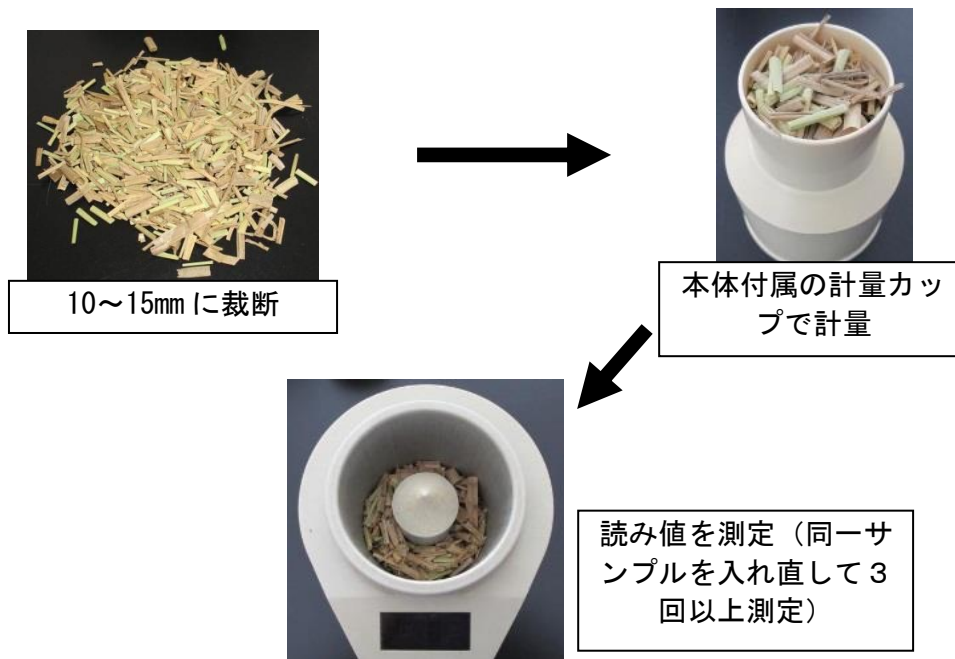 10～15㎜に裁断
本体付属の計量カッ
プで計量
読み値を測定（同一サ
ンプルを入れ直して３
回以上測定）